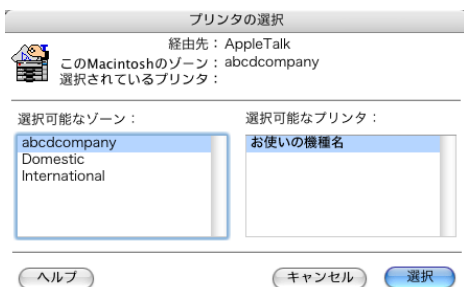 プリンタの選択
経由先： AppleTalk
このMacintoshのゾーン： abcdcompany
選択されているプリンタ：
選択可能なゾーン：
abcdcompany
Domestic
International
選択可能なプリンタ：
お使いの機種名
ヘルプ
キャンセル
選択